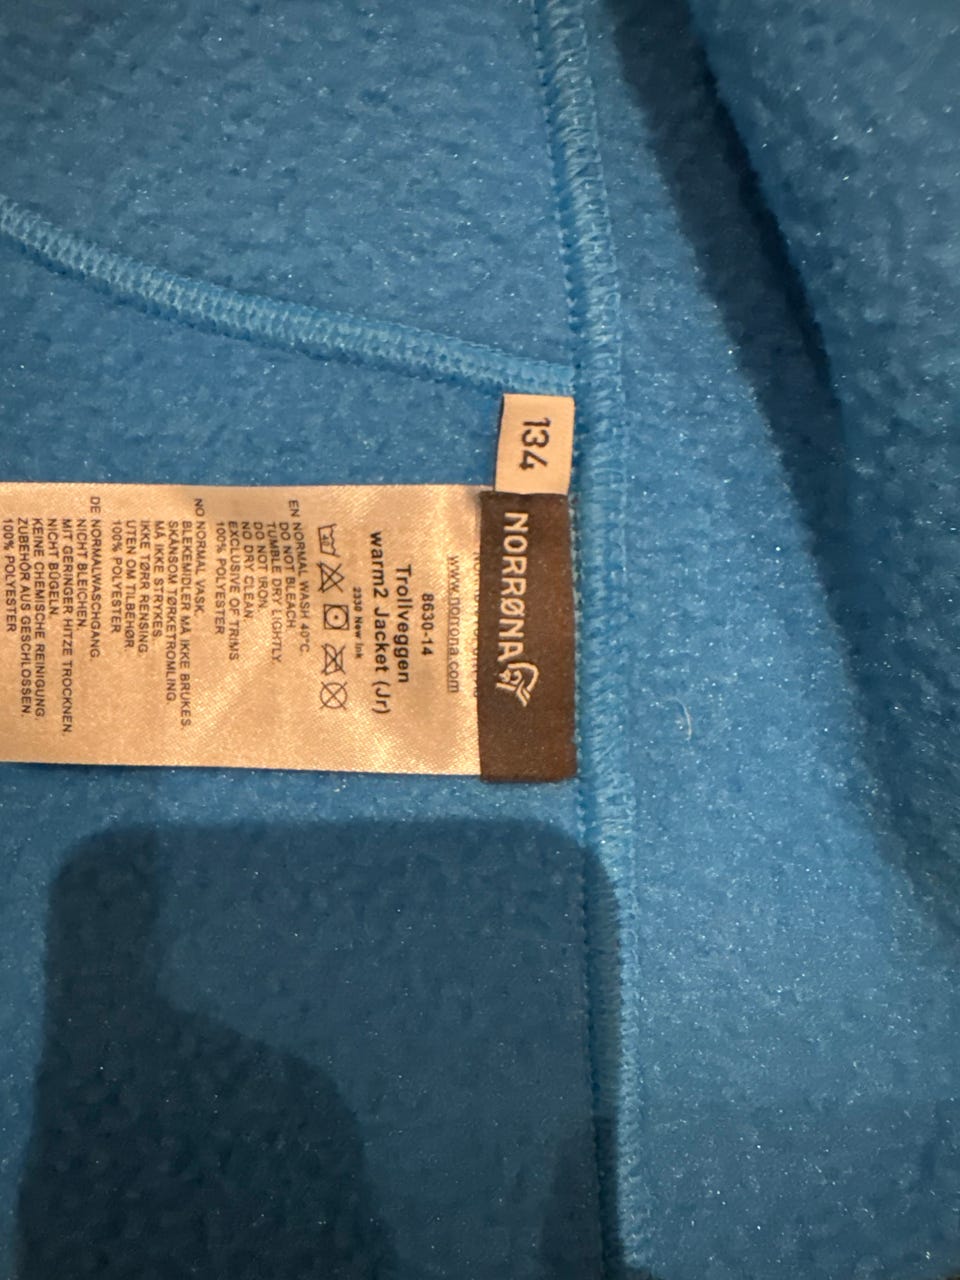 134
NORRØNA
www.norrona.com
8630-14
Trollveggen
warm2 Jacket (Jr)
2330 New Ink
EN NORMAL WASH 40°C.
DO NOT BLEACH.
TUMBLE DRY LIGHTLY.
DO NOT IRON.
NO DRY CLEAN.
EXCLUSIVE OF TRIMS
100% POLYESTER
NO NORMAL VASK.
BLEKEMIDLER MÅ IKKE BRUKES.
SKÅNSOM TØRKETROMLING.
MÅ IKKE STRYKES.
IKKE TØRR RENSING.
UTEN OM TILBEHØR.
100% POLYESTER
DE NORMALWASCHGANG.
NICHT BLEICHEN.
MIT GERINGER HITZE TROCKNEN.
NICHT BÜGELN.
KEINE CHEMISCHE REINIGUNG.
ZUBEHÖR AUS GESCHLOSSEN.
100% POLYESTER